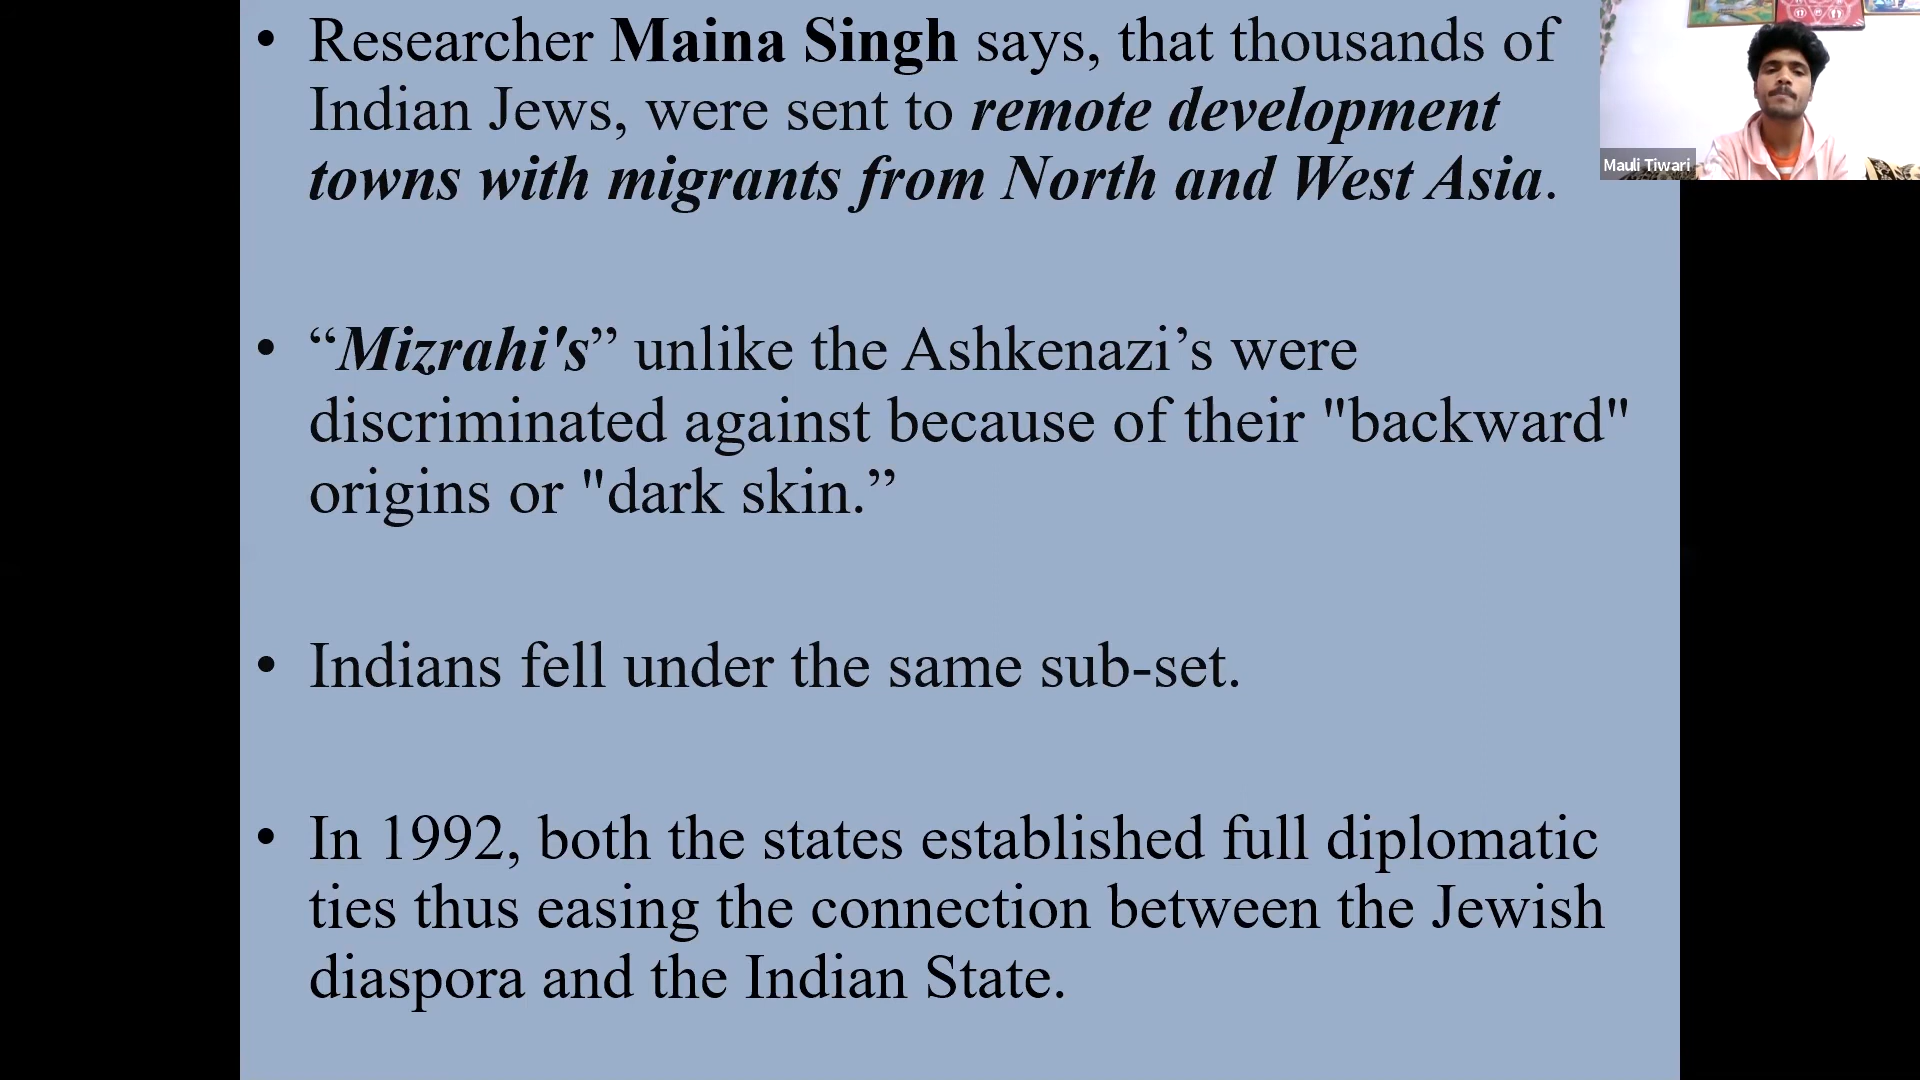 • Researcher Maina Singh says, that thousands of
Indian Jews, were sent to remote development
towns with migrants from North and West Asia.
• “Mizrahi's” unlike the Ashkenazi’s were
discriminated against because of their "backward"
origins or "dark skin.”
• Indians fell under the same sub-set.
• In 1992, both the states established full diplomatic
ties thus easing the connection between the Jewish
diaspora and the Indian State.
Mauli Tiwari